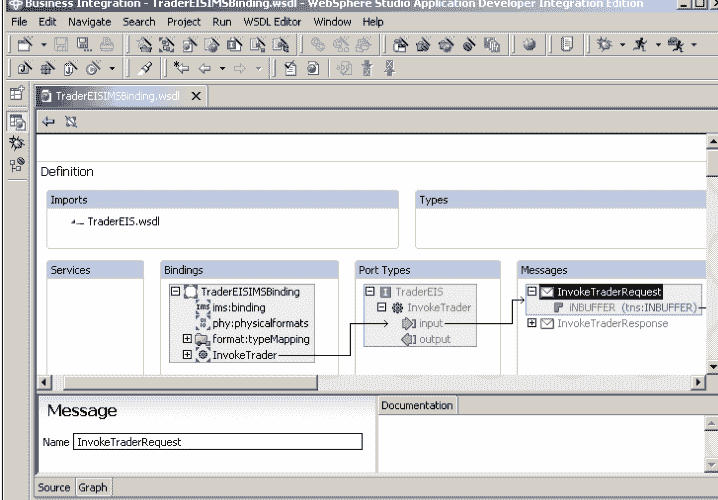 Business Integration - TraderEISIMSBinding.wsdl - WebSphere Studio Application Developer Integration Edition
File Edit Navigate Search Project Run WSDL Editor Window Help
TraderEISIMSBinding.wsdl
Definition
Imports Types
TraderEIS.wsdl
Services Bindings Port Types Messages
TraderEISIMSBinding TraderEIS InvokeTraderRequest
ims ims:binding InvokeTrader INBUFFER (tns:INBUFFER)
phy:physicalformats input InvokeTraderResponse
format:typeMapping output
InvokeTrader
Message Documentation
Name InvokeTraderRequest
Source Graph